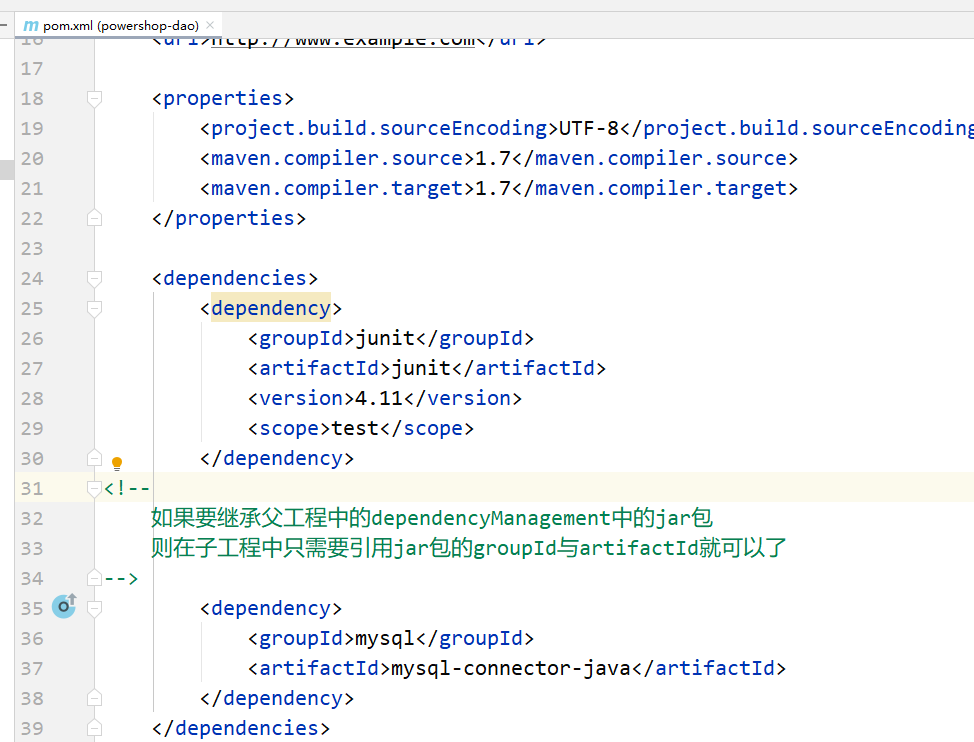 pom.xml (powershop-dao)
16 <url>http://www.example.com</url>
17
18 <properties>
19 <project.build.sourceEncoding>UTF-8</project.build.sourceEncoding
20 <maven.compiler.source>1.7</maven.compiler.source>
21 <maven.compiler.target>1.7</maven.compiler.target>
22 </properties>
23
24 <dependencies>
25 <dependency>
26 <groupId>junit</groupId>
27 <artifactId>junit</artifactId>
28 <version>4.11</version>
29 <scope>test</scope>
30 </dependency>
31 <!--
32 如果要继承父工程中的dependencyManagement中的jar包
33 则在子工程中只需要引用jar包的groupId与artifactId就可以了
34 -->
35 <dependency>
36 <groupId>mysql</groupId>
37 <artifactId>mysql-connector-java</artifactId>
38 </dependency>
39 </dependencies>